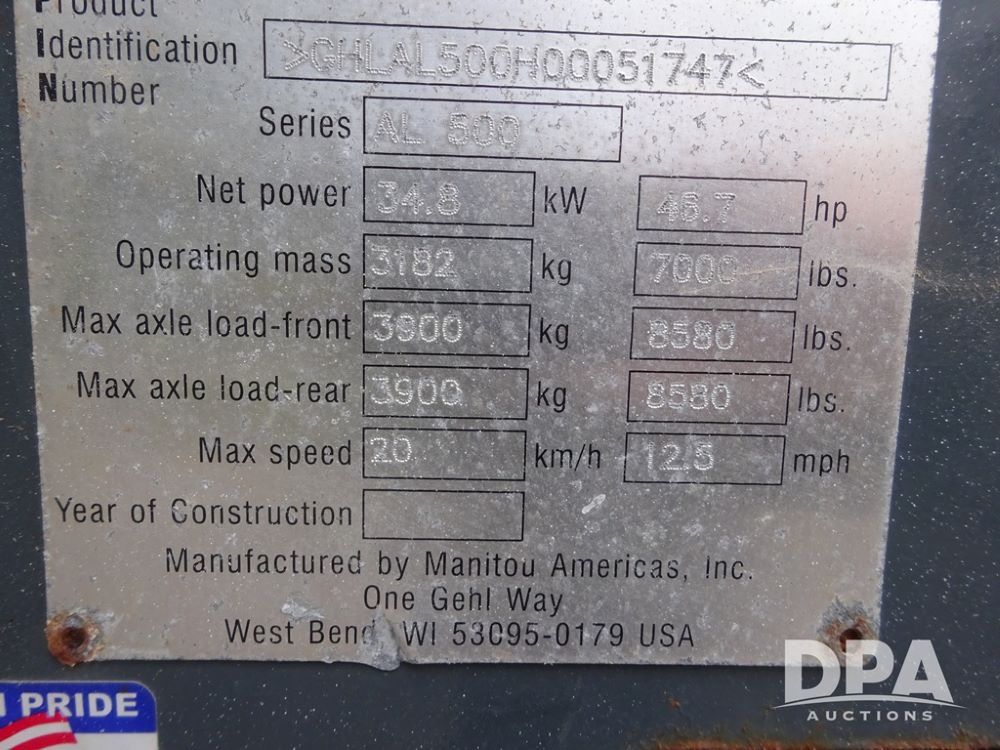 Product
Identification >GHLAL500H00051747<
Number
Series AL 500
Net power 34.8 kW 46.7 hp
Operating mass 3182 kg 7000 lbs.
Max axle load-front 3900 kg 8580 lbs.
Max axle load-rear 3900 kg 8580 lbs.
Max speed 20 km/h 12.5 mph
Year of Construction
Manufactured by Manitou Americas, Inc.
One Gehl Way
West Bend, WI 53095-0179 USA
PRIDE
DPA
AUCTIONS